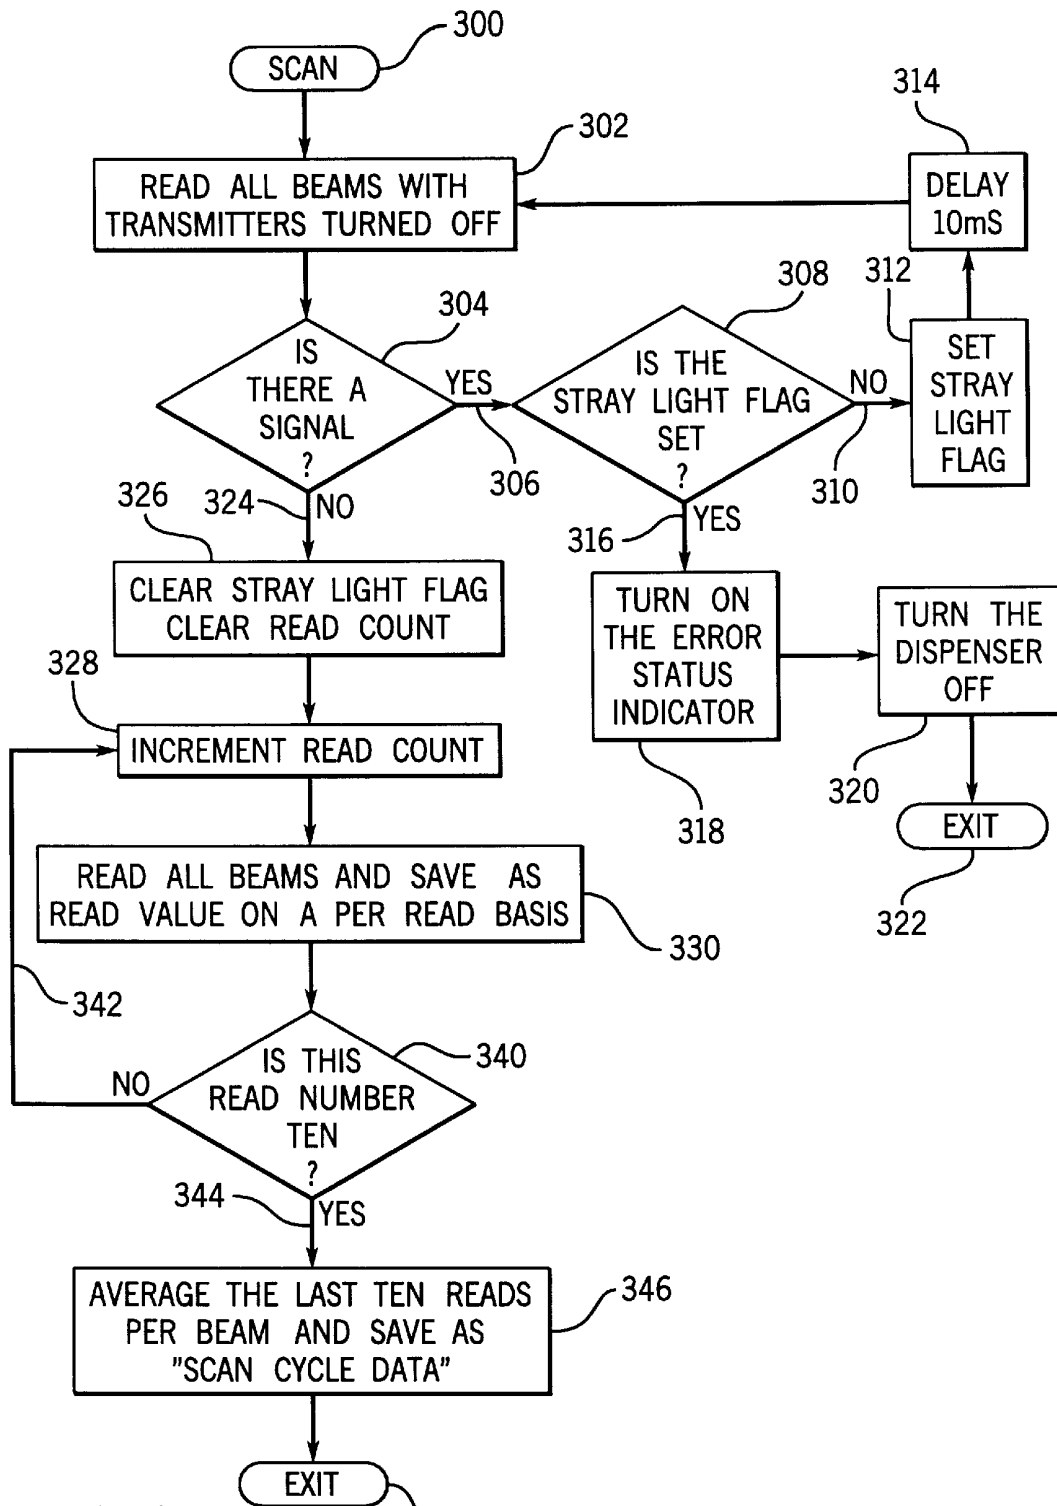 300
SCAN
302
READ ALL BEAMS WITH
TRANSMITTERS TURNED OFF
314
DELAY
10mS
304
IS
THERE A
SIGNAL
?
YES
306
308
IS THE
STRAY LIGHT FLAG
SET
?
NO
310
312
SET
STRAY
LIGHT
FLAG
324
NO
316
YES
326
CLEAR STRAY LIGHT FLAG
CLEAR READ COUNT
TURN ON
THE ERROR
STATUS
INDICATOR
318
TURN THE
DISPENSER
OFF
320
EXIT
322
328
INCREMENT READ COUNT
READ ALL BEAMS AND SAVE AS
READ VALUE ON A PER READ BASIS
330
342
340
IS THIS
READ NUMBER
TEN
?
NO
344
YES
AVERAGE THE LAST TEN READS
PER BEAM AND SAVE AS
"SCAN CYCLE DATA"
346
EXIT